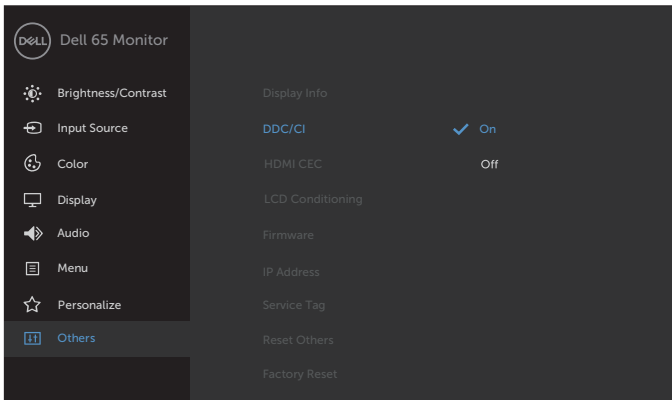 DELL Dell 65 Monitor
Brightness/Contrast
Input Source
Color
Display
Audio
Menu
Personalize
Others
Display Info
DDC/CI On
HDMI CEC Off
LCD Conditioning
Firmware
IP Address
Service Tag
Reset Others
Factory Reset